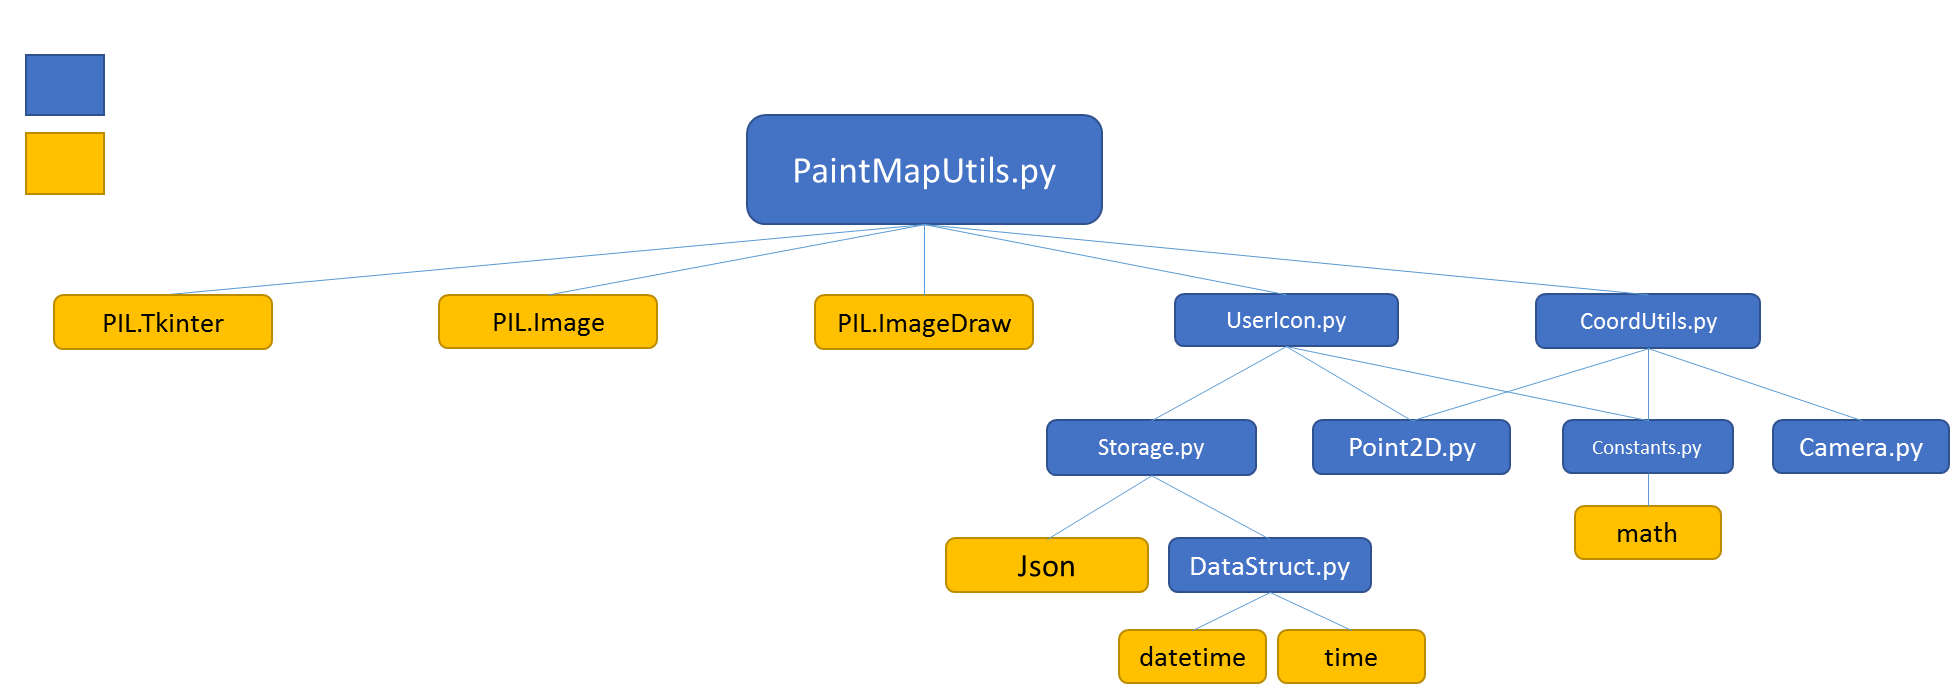 PaintMapUtils.py
PIL.Tkinter
PIL.Image
PIL.ImageDraw
UserIcon.py
CoordUtils.py
Storage.py
Point2D.py
Constants.py
Camera.py
math
Json
DataStruct.py
datetime
time